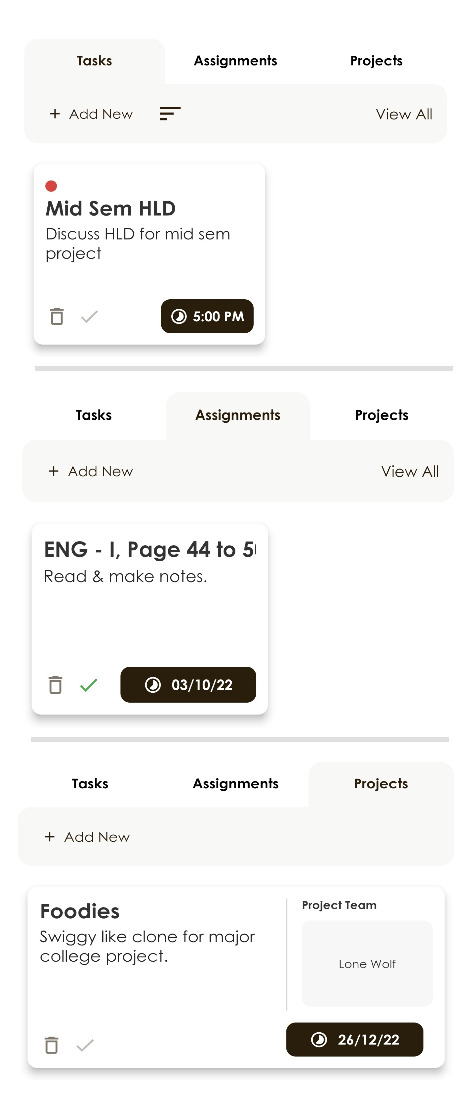 Tasks Assignments Projects
+ Add New View All
Mid Sem HLD
Discuss HLD for mid sem
project
5:00 PM
Tasks Assignments Projects
+ Add New View All
ENG - I, Page 44 to 5
Read & make notes.
03/10/22
Tasks Assignments Projects
+ Add New
Foodies
Swiggy like clone for major
college project.
Project Team
Lone Wolf
26/12/22